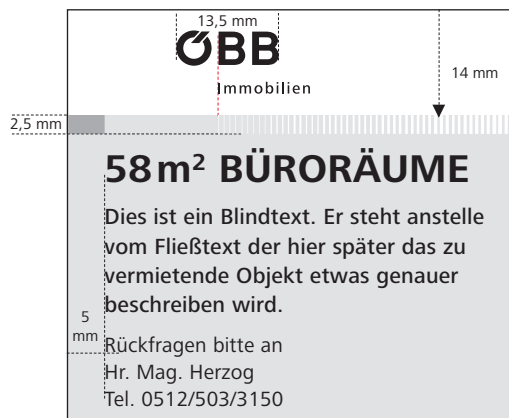 13,5 mm
ÖBB
Immobilien
14 mm
2,5 mm
58 m² BÜRORÄUME
Dies ist ein Blindtext. Er steht anstelle
vom Fließtext der hier später das zu
vermietende Objekt etwas genauer
beschreiben wird.
5
mm
Rückfragen bitte an
Hr. Mag. Herzog
Tel. 0512/503/3150